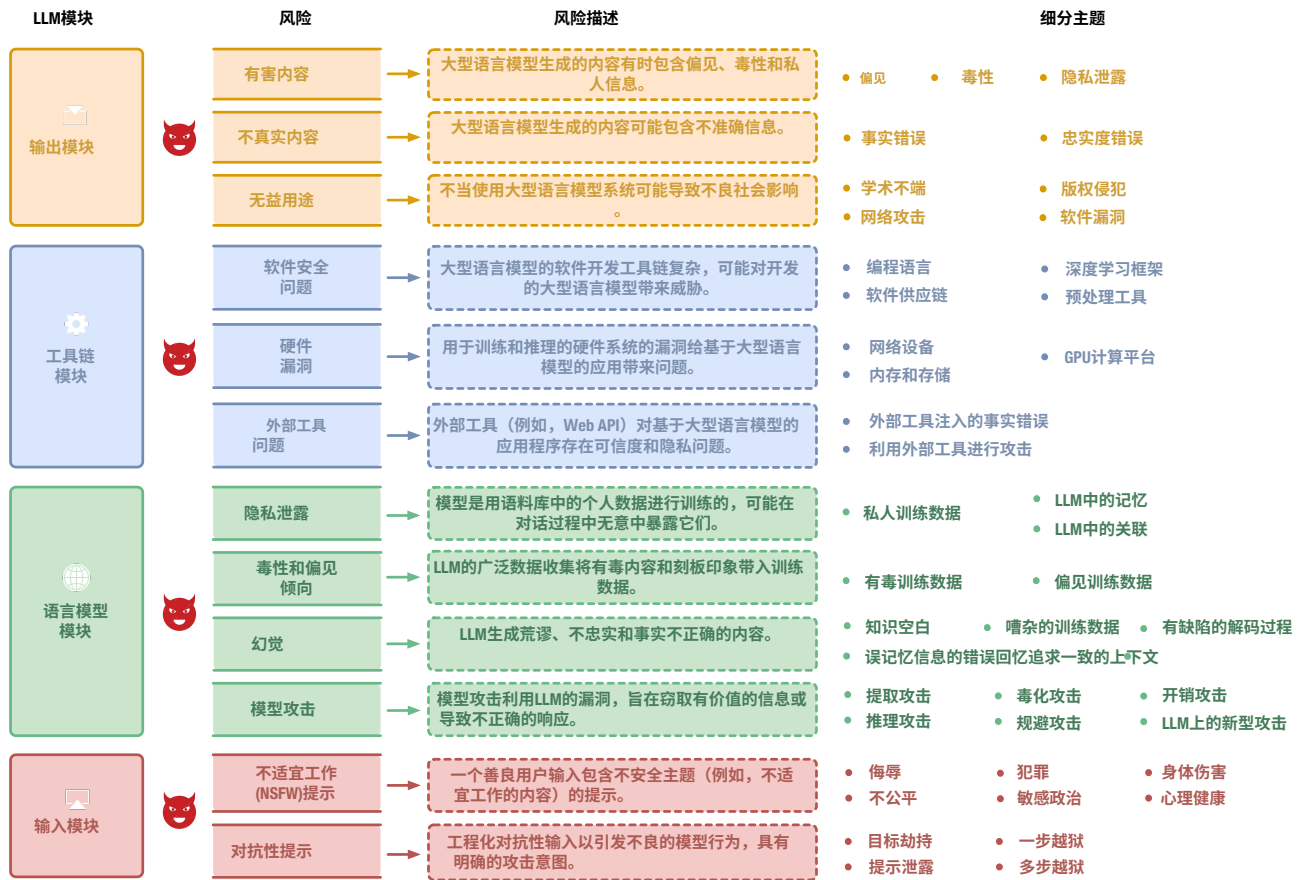 LLM模块
风险
风险描述
细分主题
输出模块
有害内容
大型语言模型生成的内容有时包含偏见、毒性和私
人信息。
偏见
毒性
隐私泄露
不真实内容
大型语言模型生成的内容可能包含不准确信息。
事实错误
忠实度错误
无益用途
不当使用大型语言模型系统可能导致不良社会影响
。
学术不端
版权侵犯
网络攻击
软件漏洞
工具链
模块
软件安全
问题
大型语言模型的软件开发工具链复杂，可能对开发
的大型语言模型带来威胁。
编程语言
深度学习框架
软件供应链
预处理工具
硬件
漏洞
用于训练和推理的硬件系统的漏洞给基于大型语言
模型的应用带来问题。
网络设备
GPU计算平台
内存和存储
外部工具
问题
外部工具（例如，Web API）对基于大型语言模型的
应用程序存在可信度和隐私问题。
外部工具注入的事实错误
利用外部工具进行攻击
语言模型
模块
隐私泄露
模型是用语料库中的个人数据进行训练的，可能在
对话过程中无意中暴露它们。
私人训练数据
LLM中的记忆
LLM中的关联
毒性和偏见
倾向
LLM的广泛数据收集将有毒内容和刻板印象带入训练
数据。
有毒训练数据
偏见训练数据
幻觉
LLM生成荒谬、不忠实和事实不正确的内容。
知识空白
嘈杂的训练数据
有缺陷的解码过程
误记忆信息的错误回忆追求一致的上下文
模型攻击
模型攻击利用LLM的漏洞，旨在窃取有价值的信息或
导致不正确的响应。
提取攻击
毒化攻击
开销攻击
推理攻击
规避攻击
LLM上的新型攻击
输入模块
不适宜工作
(NSFW)提示
一个善良用户输入包含不安全主题（例如，不适
宜工作的内容）的提示。
侮辱
犯罪
身体伤害
不公平
敏感政治
心理健康
对抗性提示
工程化对抗性输入以引发不良的模型行为，具有
明确的攻击意图。
目标劫持
一步越狱
提示泄露
多步越狱